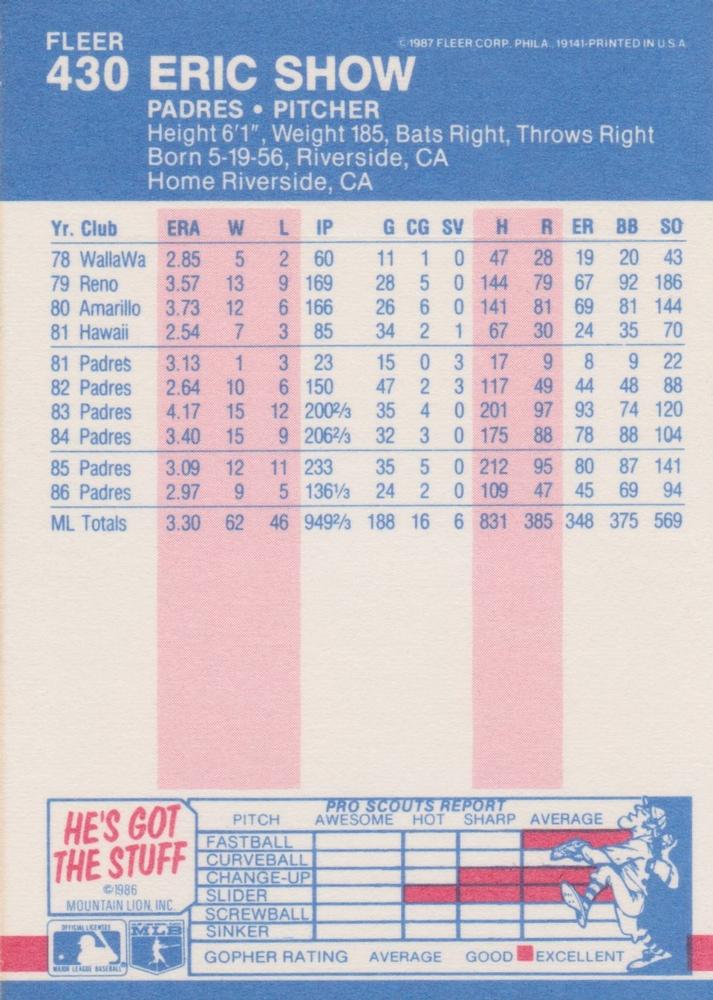 FLEER
© 1987 FLEER CORP. PHILA. 19141-PRINTED IN U.S.A.
430 ERIC SHOW
PADRES • PITCHER
Height 6'1", Weight 185, Bats Right, Throws Right
Born 5-19-56, Riverside, CA
Home Riverside, CA
Yr. Club ERA W L IP G CG SV H R ER BB SO
78 WallaWa 2.85 5 2 60 11 1 0 47 28 19 20 43
79 Reno 3.57 13 9 169 28 5 0 144 79 67 92 186
80 Amarillo 3.73 12 6 166 26 6 0 141 81 69 81 144
81 Hawaii 2.54 7 3 85 34 2 1 67 30 24 35 70
81 Padres 3.13 1 3 23 15 0 3 17 9 8 9 22
82 Padres 2.64 10 6 150 47 2 3 117 49 44 48 88
83 Padres 4.17 15 12 200⅔ 35 4 0 201 97 93 74 120
84 Padres 3.40 15 9 206⅔ 32 3 0 175 88 78 88 104
85 Padres 3.09 12 11 233 35 5 0 212 95 80 87 141
86 Padres 2.97 9 5 136⅓ 24 2 0 109 47 45 69 94
ML Totals 3.30 62 46 949⅔ 188 16 6 831 385 348 375 569
HE'S GOT
THE STUFF
©1986
MOUNTAIN LION, INC.
PRO SCOUTS REPORT
PITCH AWESOME HOT SHARP AVERAGE
FASTBALL
CURVEBALL
CHANGE-UP
SLIDER
SCREWBALL
SINKER
GOPHER RATING AVERAGE GOOD EXCELLENT
OFFICIAL LICENSEE
MAJOR LEAGUE BASEBALL
MLB